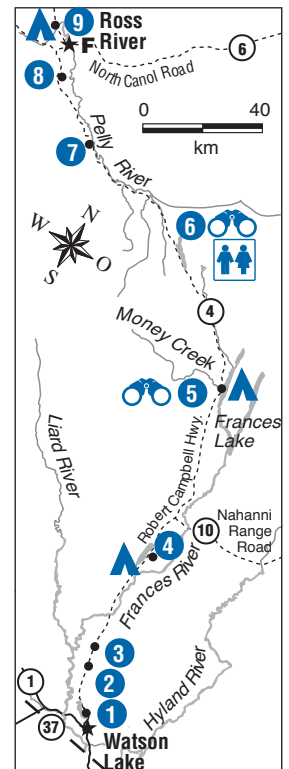 9
Ross
River
F
6
8
North Canol Road
0 40
km
7
Pelly
River
6
N
W
O
S
4
Money Creek
5
Frances
Lake
Liard River
Robert Campbell Hwy.
10
Nahanni
Range
Road
4
Frances River
3
2
Hyland River
1
1
37
Watson
Lake